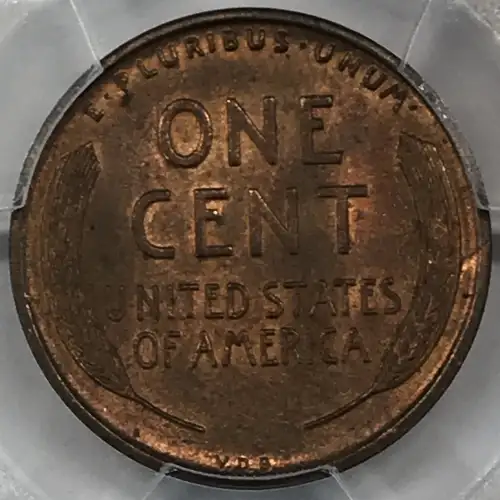 E·PLURIBUS·UNUM·
ONE
CENT
UNITED STATES
OF AMERICA
V.D.B.